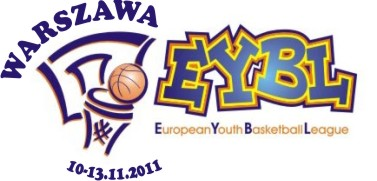 WARSZAWA
EYBL
European Youth Basketball League
10-13.11.2011